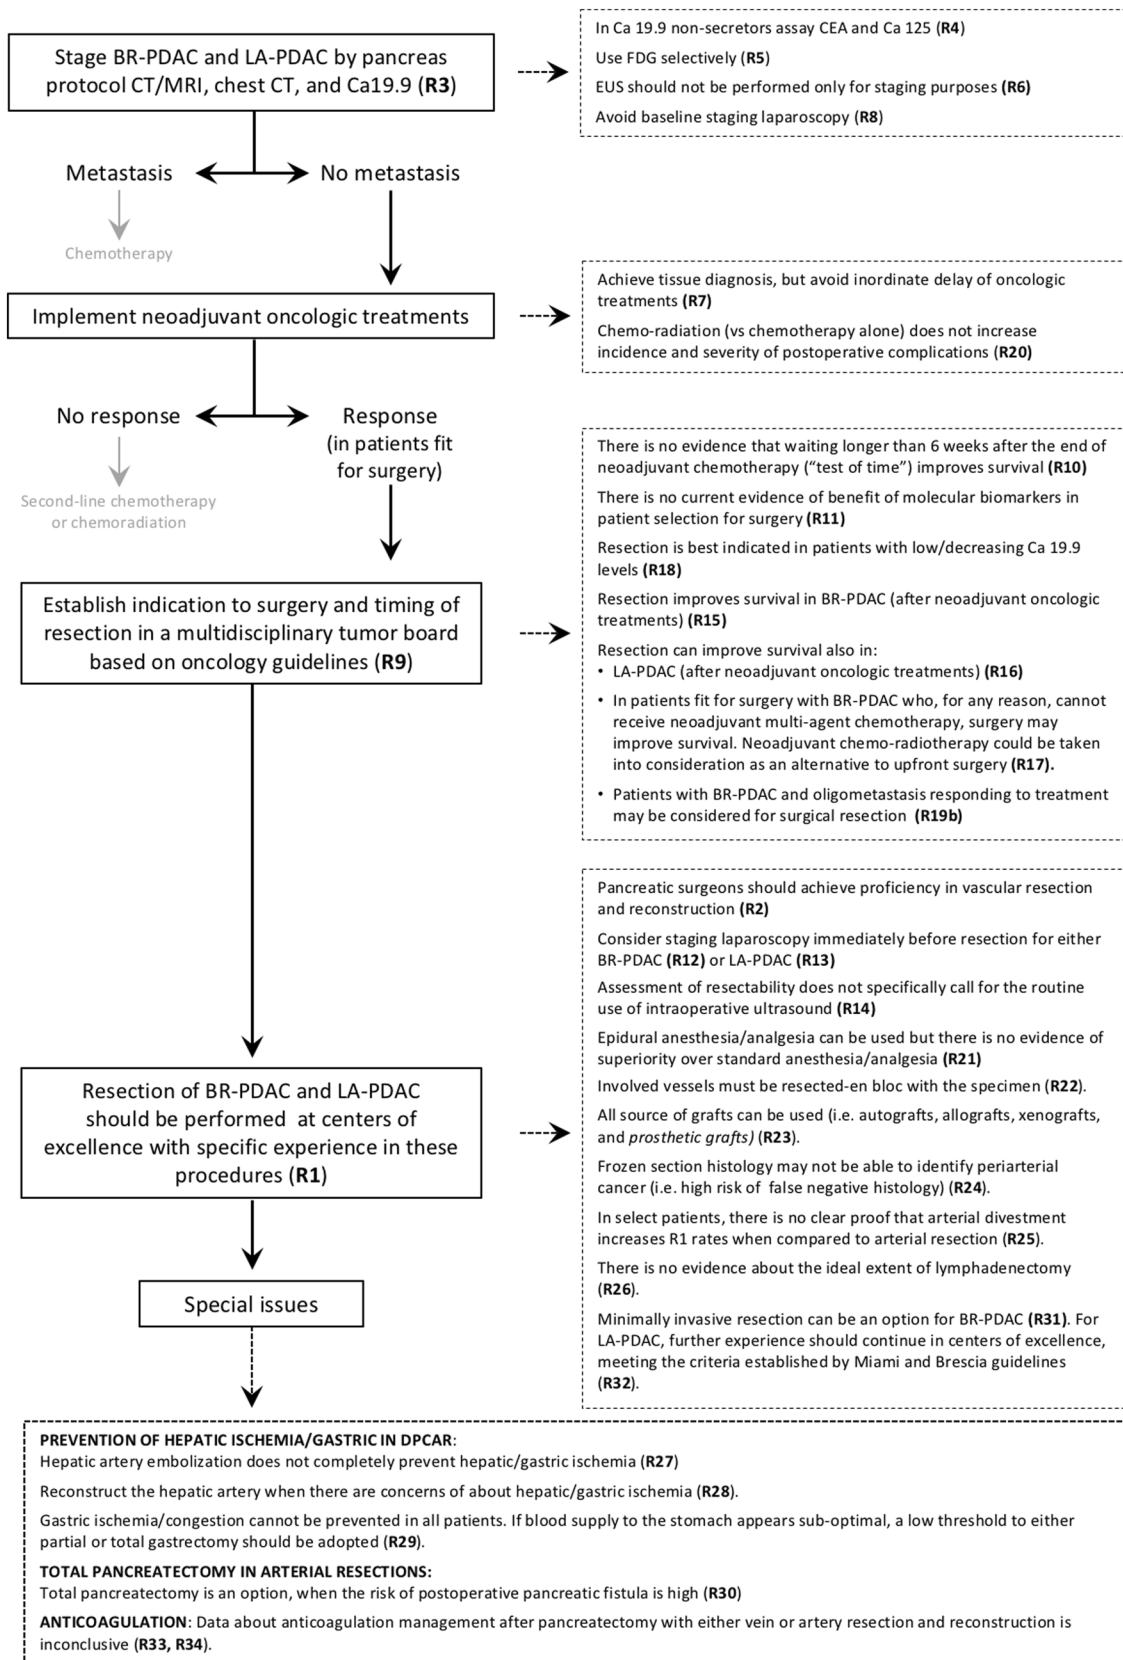 Stage BR-PDAC and LA-PDAC by pancreas
protocol CT/MRI, chest CT, and Ca19.9 (R3)
In Ca 19.9 non-secretors assay CEA and Ca 125 (R4)
Use FDG selectively (R5)
EUS should not be performed only for staging purposes (R6)
Avoid baseline staging laparoscopy (R8)
Metastasis
No metastasis
Chemotherapy
Implement neoadjuvant oncologic treatments
Achieve tissue diagnosis, but avoid inordinate delay of oncologic
treatments (R7)
Chemo-radiation (vs chemotherapy alone) does not increase
incidence and severity of postoperative complications (R20)
No response
Response
(in patients fit
for surgery)
Second-line chemotherapy
or chemoradiation
Establish indication to surgery and timing of
resection in a multidisciplinary tumor board
based on oncology guidelines (R9)
There is no evidence that waiting longer than 6 weeks after the end of
neoadjuvant chemotherapy (“test of time”) improves survival (R10)
There is no current evidence of benefit of molecular biomarkers in
patient selection for surgery (R11)
Resection is best indicated in patients with low/decreasing Ca 19.9
levels (R18)
Resection improves survival in BR-PDAC (after neoadjuvant oncologic
treatments) (R15)
Resection can improve survival also in:
• LA-PDAC (after neoadjuvant oncologic treatments) (R16)
• In patients fit for surgery with BR-PDAC who, for any reason, cannot
receive neoadjuvant multi-agent chemotherapy, surgery may
improve survival. Neoadjuvant chemo-radiotherapy could be taken
into consideration as an alternative to upfront surgery (R17).
• Patients with BR-PDAC and oligometastasis responding to treatment
may be considered for surgical resection (R19b)
Resection of BR-PDAC and LA-PDAC
should be performed at centers of
excellence with specific experience in these
procedures (R1)
Pancreatic surgeons should achieve proficiency in vascular resection
and reconstruction (R2)
Consider staging laparoscopy immediately before resection for either
BR-PDAC (R12) or LA-PDAC (R13)
Assessment of resectability does not specifically call for the routine
use of intraoperative ultrasound (R14)
Epidural anesthesia/analgesia can be used but there is no evidence of
superiority over standard anesthesia/analgesia (R21)
Involved vessels must be resected-en bloc with the specimen (R22).
All source of grafts can be used (i.e. autografts, allografts, xenografts,
and prosthetic grafts) (R23).
Frozen section histology may not be able to identify periarterial
cancer (i.e. high risk of false negative histology) (R24).
In select patients, there is no clear proof that arterial divestment
increases R1 rates when compared to arterial resection (R25).
There is no evidence about the ideal extent of lymphadenectomy
(R26).
Minimally invasive resection can be an option for BR-PDAC (R31). For
LA-PDAC, further experience should continue in centers of excellence,
meeting the criteria established by Miami and Brescia guidelines
(R32).
Special issues
PREVENTION OF HEPATIC ISCHEMIA/GASTRIC IN DPCAR:
Hepatic artery embolization does not completely prevent hepatic/gastric ischemia (R27)
Reconstruct the hepatic artery when there are concerns of about hepatic/gastric ischemia (R28).
Gastric ischemia/congestion cannot be prevented in all patients. If blood supply to the stomach appears sub-optimal, a low threshold to either
partial or total gastrectomy should be adopted (R29).
TOTAL PANCREATECTOMY IN ARTERIAL RESECTIONS:
Total pancreatectomy is an option, when the risk of postoperative pancreatic fistula is high (R30)
ANTICOAGULATION: Data about anticoagulation management after pancreatectomy with either vein or artery resection and reconstruction is
inconclusive (R33, R34).